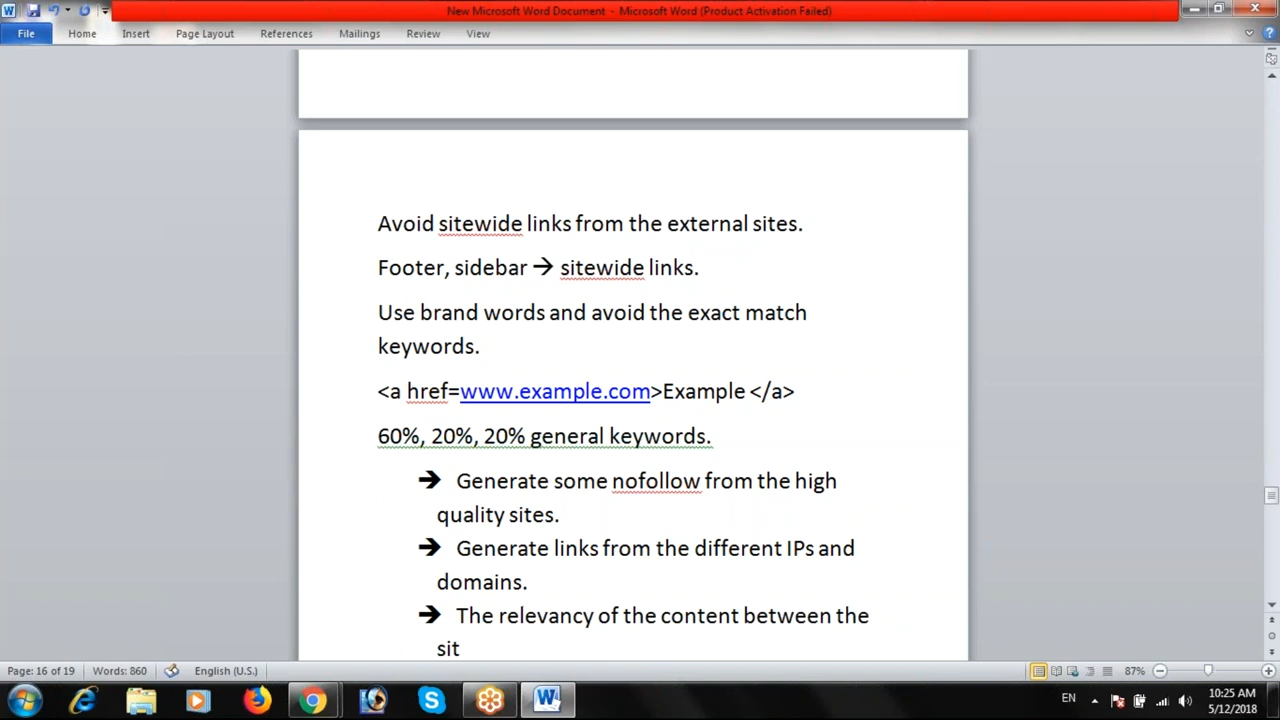 New Microsoft Word Document - Microsoft Word (Product Activation Failed)
File Home Insert Page Layout References Mailings Review View
Avoid sitewide links from the external sites.
Footer, sidebar → sitewide links.
Use brand words and avoid the exact match
keywords.
<a href=www.example.com>Example </a>
60%, 20%, 20% general keywords.
→ Generate some nofollow from the high
quality sites.
→ Generate links from the different IPs and
domains.
→ The relevancy of the content between the
sit
Page: 16 of 19 Words: 860 English (U.S.) 87%
EN 10:25 AM
5/12/2018